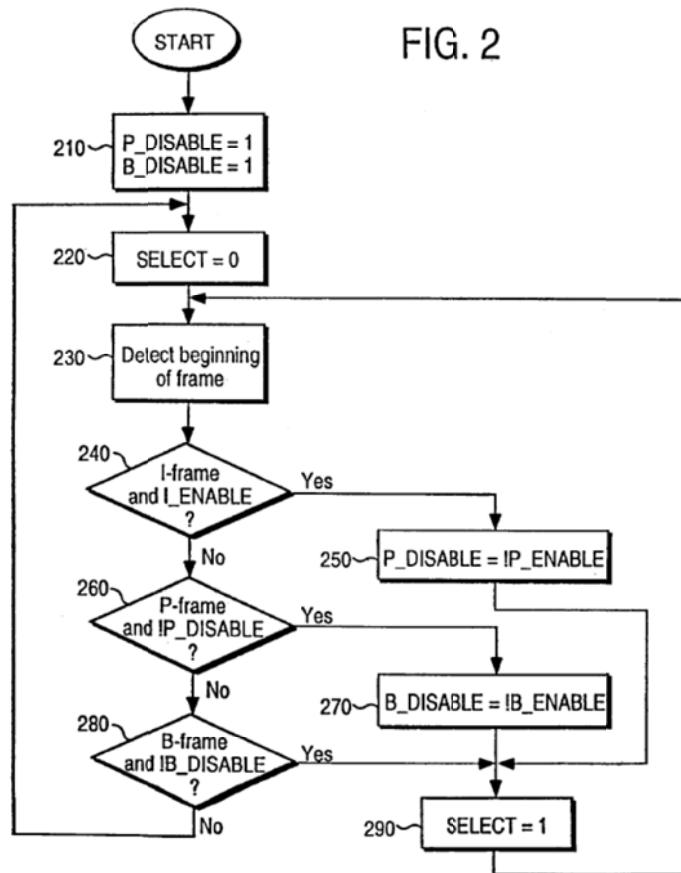 FIG. 2
START
210
P_DISABLE = 1
B_DISABLE = 1
220
SELECT = 0
230
Detect beginning
of frame
240
I-frame
and I_ENABLE
?
Yes
No
250
P_DISABLE = !P_ENABLE
260
P-frame
and !P_DISABLE
?
Yes
No
270
B_DISABLE = !B_ENABLE
280
B-frame
and !B_DISABLE
?
Yes
No
290
SELECT = 1